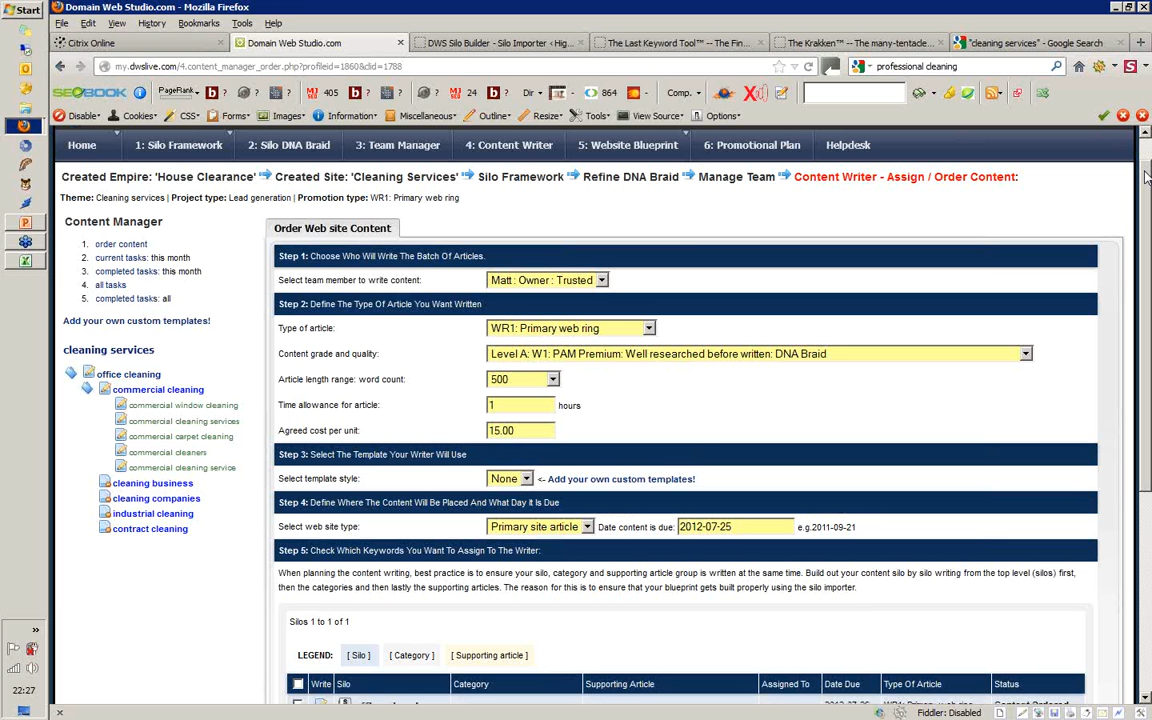 Start
Domain Web Studio.com - Mozilla Firefox
File Edit View History Bookmarks Tools Help
Citrix Online
Domain Web Studio.com
DWS Silo Builder - Silo Importer < Hig...
The Last Keyword Tool™ -- The Fin...
The Krakken™ -- The many-tentacle...
"cleaning services" - Google Search
my.dwslive.com/4.content_manager_order.php?profileid=1860&clid=1788
professional cleaning
SEOBOOK PageRank ? ? MJ 405 ? ? MJ 24 ? Dir 864 Comp.
Disable Cookies CSS Forms Images Information Miscellaneous Outline Resize Tools View Source Options
Home 1: Silo Framework 2: Silo DNA Braid 3: Team Manager 4: Content Writer 5: Website Blueprint 6: Promotional Plan Helpdesk
Created Empire: 'House Clearance' Created Site: 'Cleaning Services' Silo Framework Refine DNA Braid Manage Team Content Writer - Assign / Order Content:
Theme: Cleaning services | Project type: Lead generation | Promotion type: WR1: Primary web ring
Content Manager
1. order content
2. current tasks: this month
3. completed tasks: this month
4. all tasks
5. completed tasks: all
Add your own custom templates!
cleaning services
office cleaning
commercial cleaning
commercial window cleaning
commercial cleaning services
commercial carpet cleaning
commercial cleaners
commercial cleaning service
cleaning business
cleaning companies
industrial cleaning
contract cleaning
Order Web site Content
Step 1: Choose Who Will Write The Batch Of Articles.
Select team member to write content: Matt : Owner : Trusted
Step 2: Define The Type Of Article You Want Written
Type of article: WR1: Primary web ring
Content grade and quality: Level A: W1: PAM Premium: Well researched before written: DNA Braid
Article length range: word count: 500
Time allowance for article: 1 hours
Agreed cost per unit: 15.00
Step 3: Select The Template Your Writer Will Use
Select template style: None <- Add your own custom templates!
Step 4: Define Where The Content Will Be Placed And What Day It Is Due
Select web site type: Primary site article Date content is due: 2012-07-25 e.g.2011-09-21
Step 5: Check Which Keywords You Want To Assign To The Writer:
When planning the content writing, best practice is to ensure your silo, category and supporting article group is written at the same time. Build out your content silo by silo writing from the top level (silos) first,
then the categories and then lastly the supporting articles. The reason for this is to ensure that your blueprint gets built properly using the silo importer.
Silos 1 to 1 of 1
LEGEND: [ Silo ] [ Category ] [ Supporting article ]
Write Silo Category Supporting Article Assigned To Date Due Type Of Article Status
22:27
Fiddler: Disabled